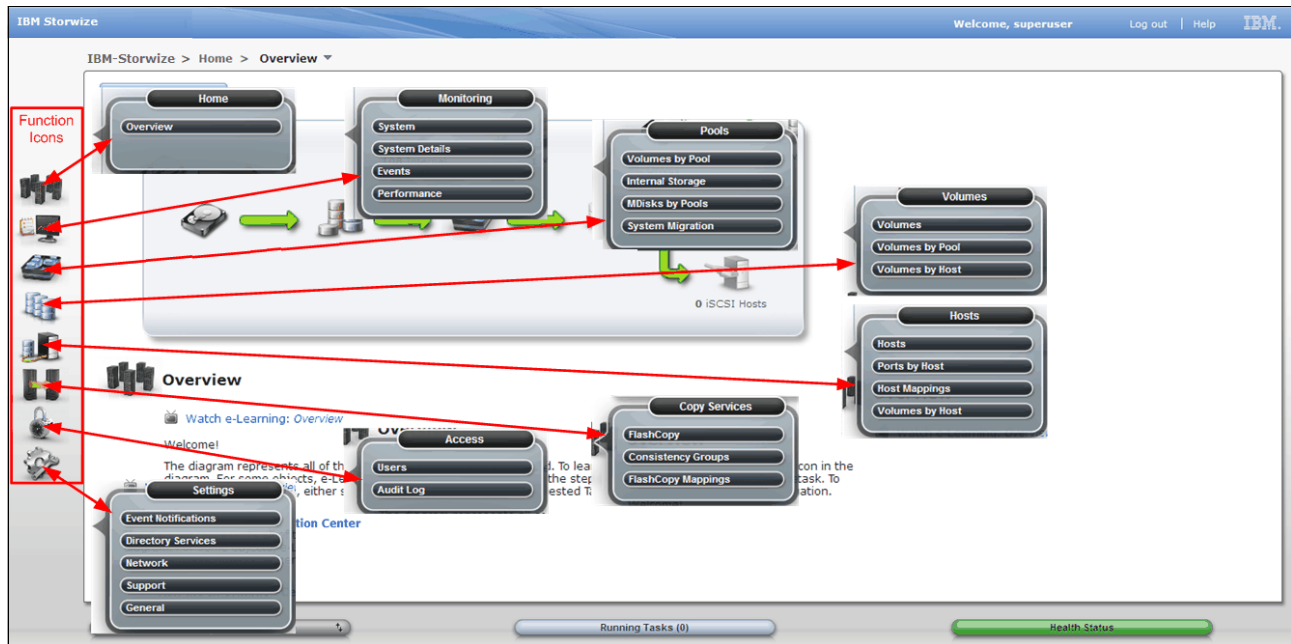 IBM Storwize
Welcome, superuser
Log out | Help
IBM.
IBM-Storwize > Home > Overview
Function
Icons
Home
Overview
Monitoring
System
System Details
Events
Performance
Pools
Volumes by Pool
Internal Storage
MDisks by Pools
System Migration
Volumes
Volumes
Volumes by Pool
Volumes by Host
0 iSCSI Hosts
Hosts
Hosts
Ports by Host
Host Mappings
Volumes by Host
Overview
Watch e-Learning: Overview
Welcome!
The diagram represents all of th
d. To lea
con in the
diagram. For some objects, e-Le
the step
task. To
, either s
ested Ta
ation.
tion Center
Copy Services
FlashCopy
Consistency Groups
FlashCopy Mappings
Access
Users
Audit Log
Settings
Event Notifications
Directory Services
Network
Support
General
Running Tasks (0)
Health Status